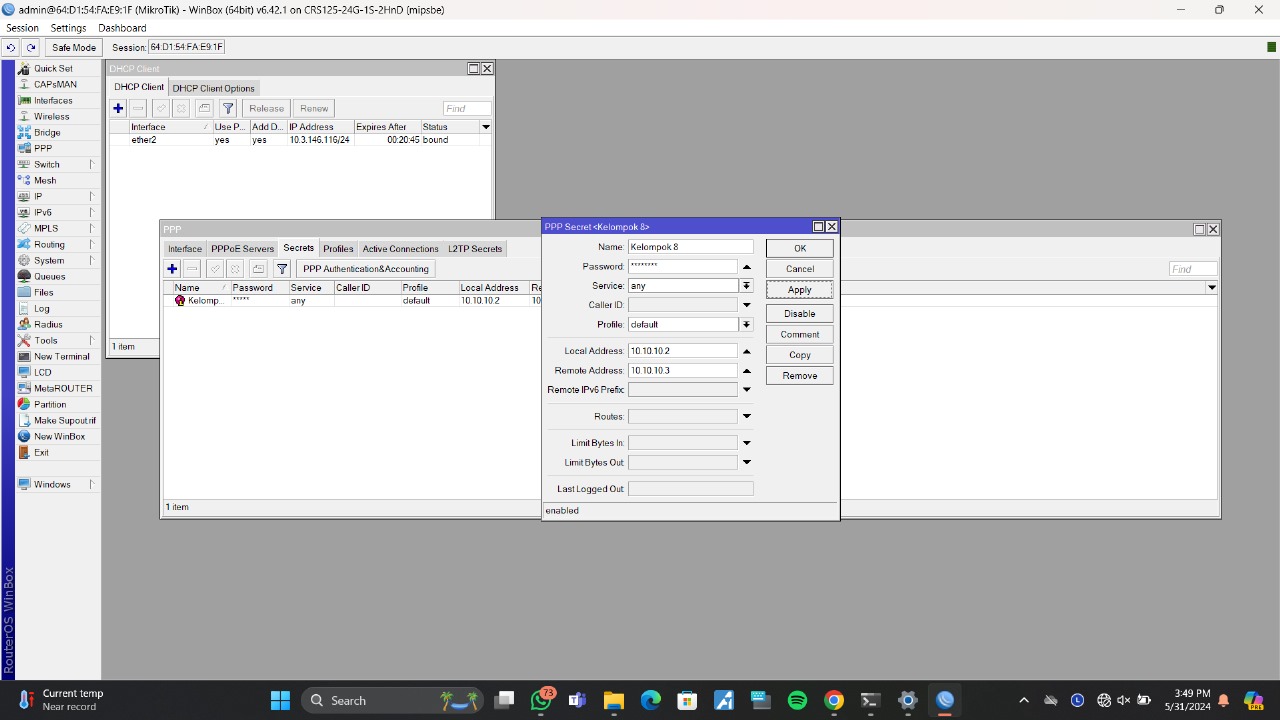 admin@64:D1:54:FA:E9:1F (MikroTik) - WinBox (64bit) v6.42.1 on CRS125-24G-1S-2HnD (mipsbe)
Session Settings Dashboard
Safe Mode Session: 64:D1:54:FA:E9:1F
Quick Set
CAPsMAN
Interfaces
Wireless
Bridge
PPP
Switch
Mesh
IP
IPv6
MPLS
Routing
System
Queues
Files
Log
Radius
Tools
New Terminal
LCD
MetaROUTER
Partition
Make Supout.rif
New WinBox
Exit
Windows
RouterOS WinBox
DHCP Client
DHCP Client DHCP Client Options
Release Renew Find
Interface Use P... Add D... IP Address Expires After Status
ether2 yes yes 10.3.146.116/24 00:20:45 bound
1 item
PPP
Interface PPPoE Servers Secrets Profiles Active Connections L2TP Secrets
PPP Authentication&Accounting Find
Name Password Service Caller ID Profile Local Address Re
Kelomp... ***** any default 10.10.10.2 10
1 item
PPP Secret <Kelompok 8>
Name: Kelompok 8
Password: ********
Service: any
Caller ID:
Profile: default
Local Address: 10.10.10.2
Remote Address: 10.10.10.3
Remote IPv6 Prefix:
Routes:
Limit Bytes In:
Limit Bytes Out:
Last Logged Out:
enabled
OK
Cancel
Apply
Disable
Comment
Copy
Remove
Current temp
Near record
Search
73
3:49 PM
5/31/2024
PRE